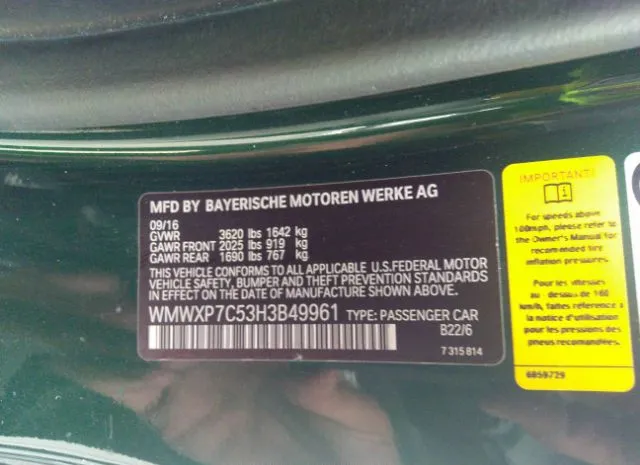 MFD BY BAYERISCHE MOTOREN WERKE AG
09/16
GVWR 3620 lbs 1642 kg
GAWR FRONT 2025 lbs 919 kg
GAWR REAR 1690 lbs 767 kg
THIS VEHICLE CONFORMS TO ALL APPLICABLE U.S.FEDERAL MOTOR
VEHICLE SAFETY, BUMPER AND THEFT PREVENTION STANDARDS
IN EFFECT ON THE DATE OF MANUFACTURE SHOWN ABOVE.
WMWXP7C53H3B49961 TYPE: PASSENGER CAR
B22/6
7 315 814
IMPORTANT!
For speeds above
100mph, please refer to
the Owner's Manual for
recommended tire
inflation pressures.
Pour les vitesses
au - dessus de 160
km/h, consultez
la notice d'utilisation
pour les pressions des
pneus recommandées.
6859729